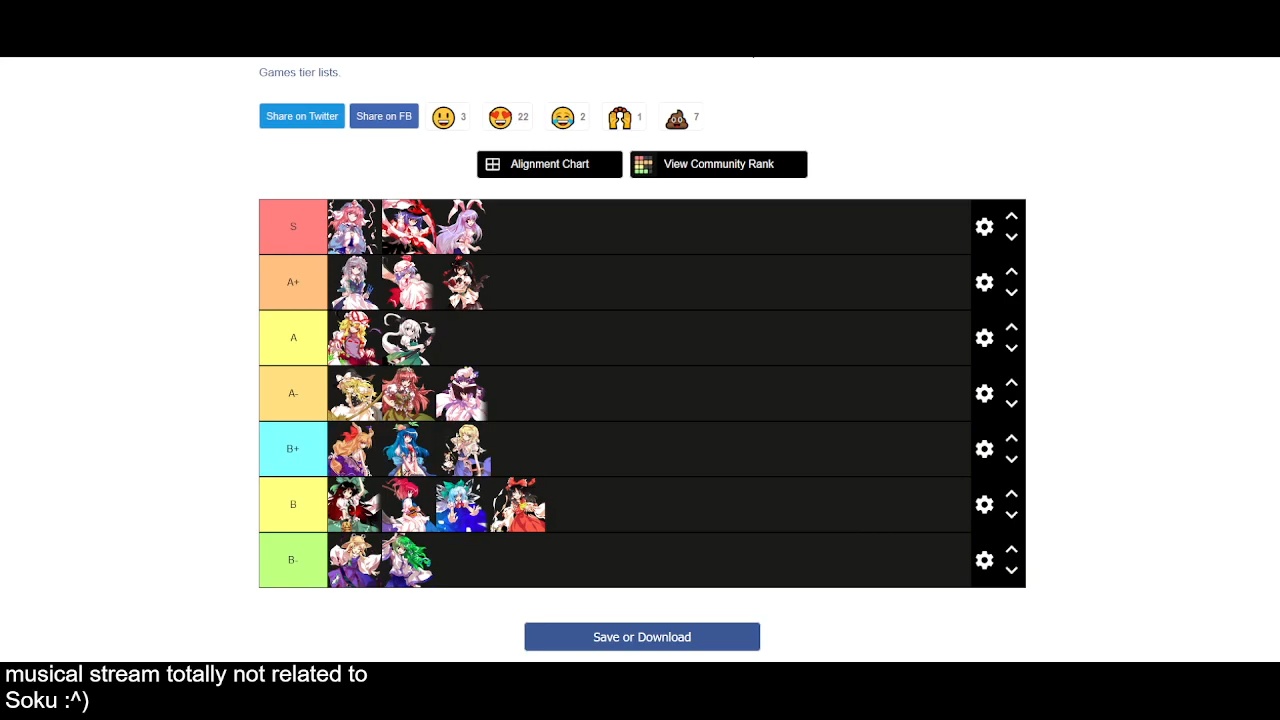 Games tier lists.
Share on Twitter
Share on FB
3
22
2
1
7
Alignment Chart
View Community Rank
S
A+
A
A-
B+
B
B-
Save or Download
musical stream totally not related to
Soku :^)